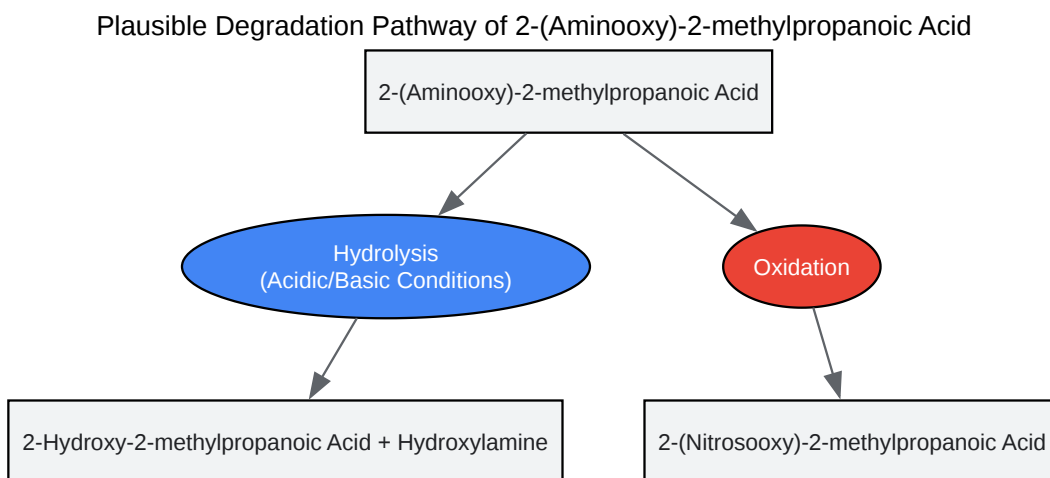 Plausible Degradation Pathway of 2-(Aminooxy)-2-methylpropanoic Acid
2-(Aminooxy)-2-methylpropanoic Acid
Hydrolysis
(Acidic/Basic Conditions)
Oxidation
2-Hydroxy-2-methylpropanoic Acid + Hydroxylamine
2-(Nitrosooxy)-2-methylpropanoic Acid